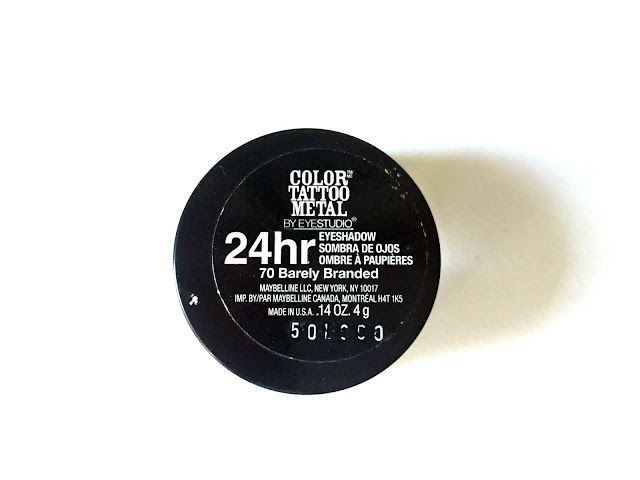 COLOR
TATTOO
METAL
BY EYESTUDIO®
24hr
EYESHADOW
SOMBRA DE OJOS
OMBRE À PAUPIÈRES
70 Barely Branded
MAYBELLINE LLC, NEW YORK, NY 10017
IMP. BY/PAR MAYBELLINE CANADA, MONTRÉAL H4T 1K5
MADE IN U.S.A. .14 OZ. 4 g